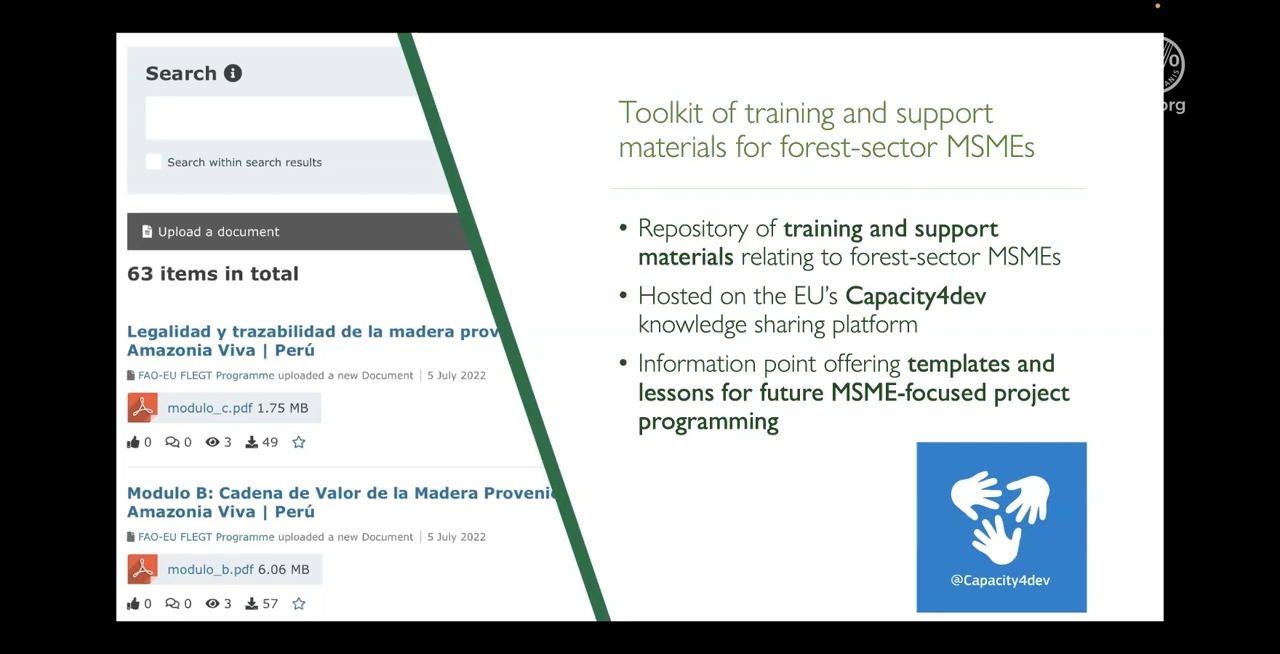 Search
Search within search results
Upload a document
63 items in total
Legalidad y trazabilidad de la madera prov
Amazonia Viva | Perú
FAO-EU FLEGT Programme uploaded a new Document | 5 July 2022
modulo_c.pdf 1.75 MB
0 0 3 49
Modulo B: Cadena de Valor de la Madera Provenic
Amazonia Viva | Perú
FAO-EU FLEGT Programme uploaded a new Document | 5 July 2022
modulo_b.pdf 6.06 MB
0 0 3 57
Toolkit of training and support
materials for forest-sector MSMEs
• Repository of training and support
materials relating to forest-sector MSMEs
• Hosted on the EU's Capacity4dev
knowledge sharing platform
• Information point offering templates and
lessons for future MSME-focused project
programming
@Capacity4dev
org